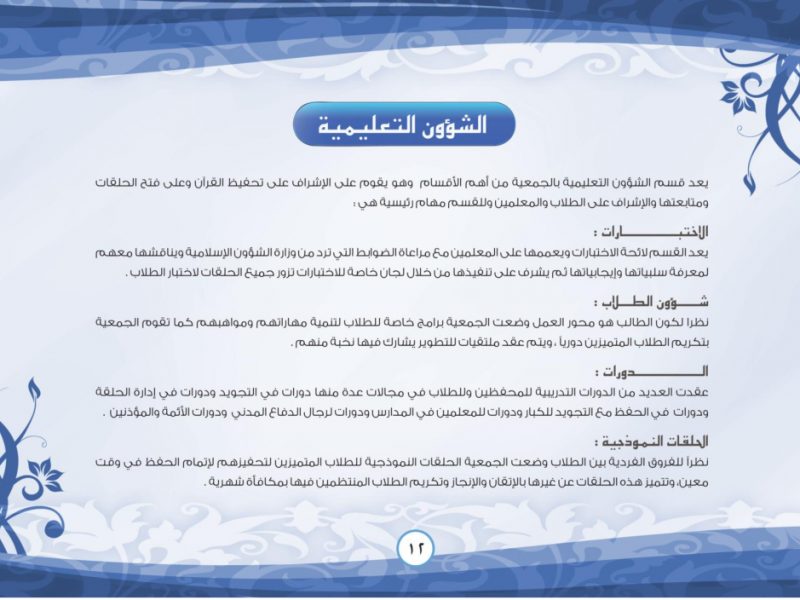 الشؤون التعليمية
يعد قسم الشؤون التعليمية بالجمعية من أهم الأقسام وهو يقوم على الإشراف على تحفيظ القرآن وعلى فتح الحلقات
ومتابعتها والإشراف على الطلاب والمعلمين وللقسم مهام رئيسية هي :
الاختبـــــــــارات :
يعد القسم لائحة الاختبارات ويعممها على المعلمين مع مراعاة الضوابط التي ترد من وزارة الشؤون الإسلامية ويناقشها معهم
لمعرفة سلبياتها وإيجابياتها ثم يشرف على تنفيذها من خلال لجان خاصة للاختبارات تزور جميع الحلقات لاختبار الطلاب .
شــؤون الطــلاب :
نظرا لكون الطالب هو محور العمل وضعت الجمعية برامج خاصة للطلاب لتنمية مهاراتهم ومواهبهم كما تقوم الجمعية
بتكريم الطلاب المتميزين دورياً ، ويتم عقد ملتقيات للتطوير يشارك فيها نخبة منهم .
الـــــــــدورات :
عقدت العديد من الدورات التدريبية للمحفظين وللطلاب في مجالات عدة منها دورات في التجويد ودورات في إدارة الحلقة
ودورات في الحفظ مع التجويد للكبار ودورات للمعلمين في المدارس ودورات لرجال الدفاع المدني ودورات الأئمة والمؤذنين .
الحلقات النموذجية :
نظراً للفروق الفردية بين الطلاب وضعت الجمعية الحلقات النموذجية للطلاب المتميزين لتحفيزهم لإتمام الحفظ في وقت
معين، وتتميز هذه الحلقات عن غيرها بالإتقان والإنجاز وتكريم الطلاب المنتظمين فيها بمكافأة شهرية .
١٢